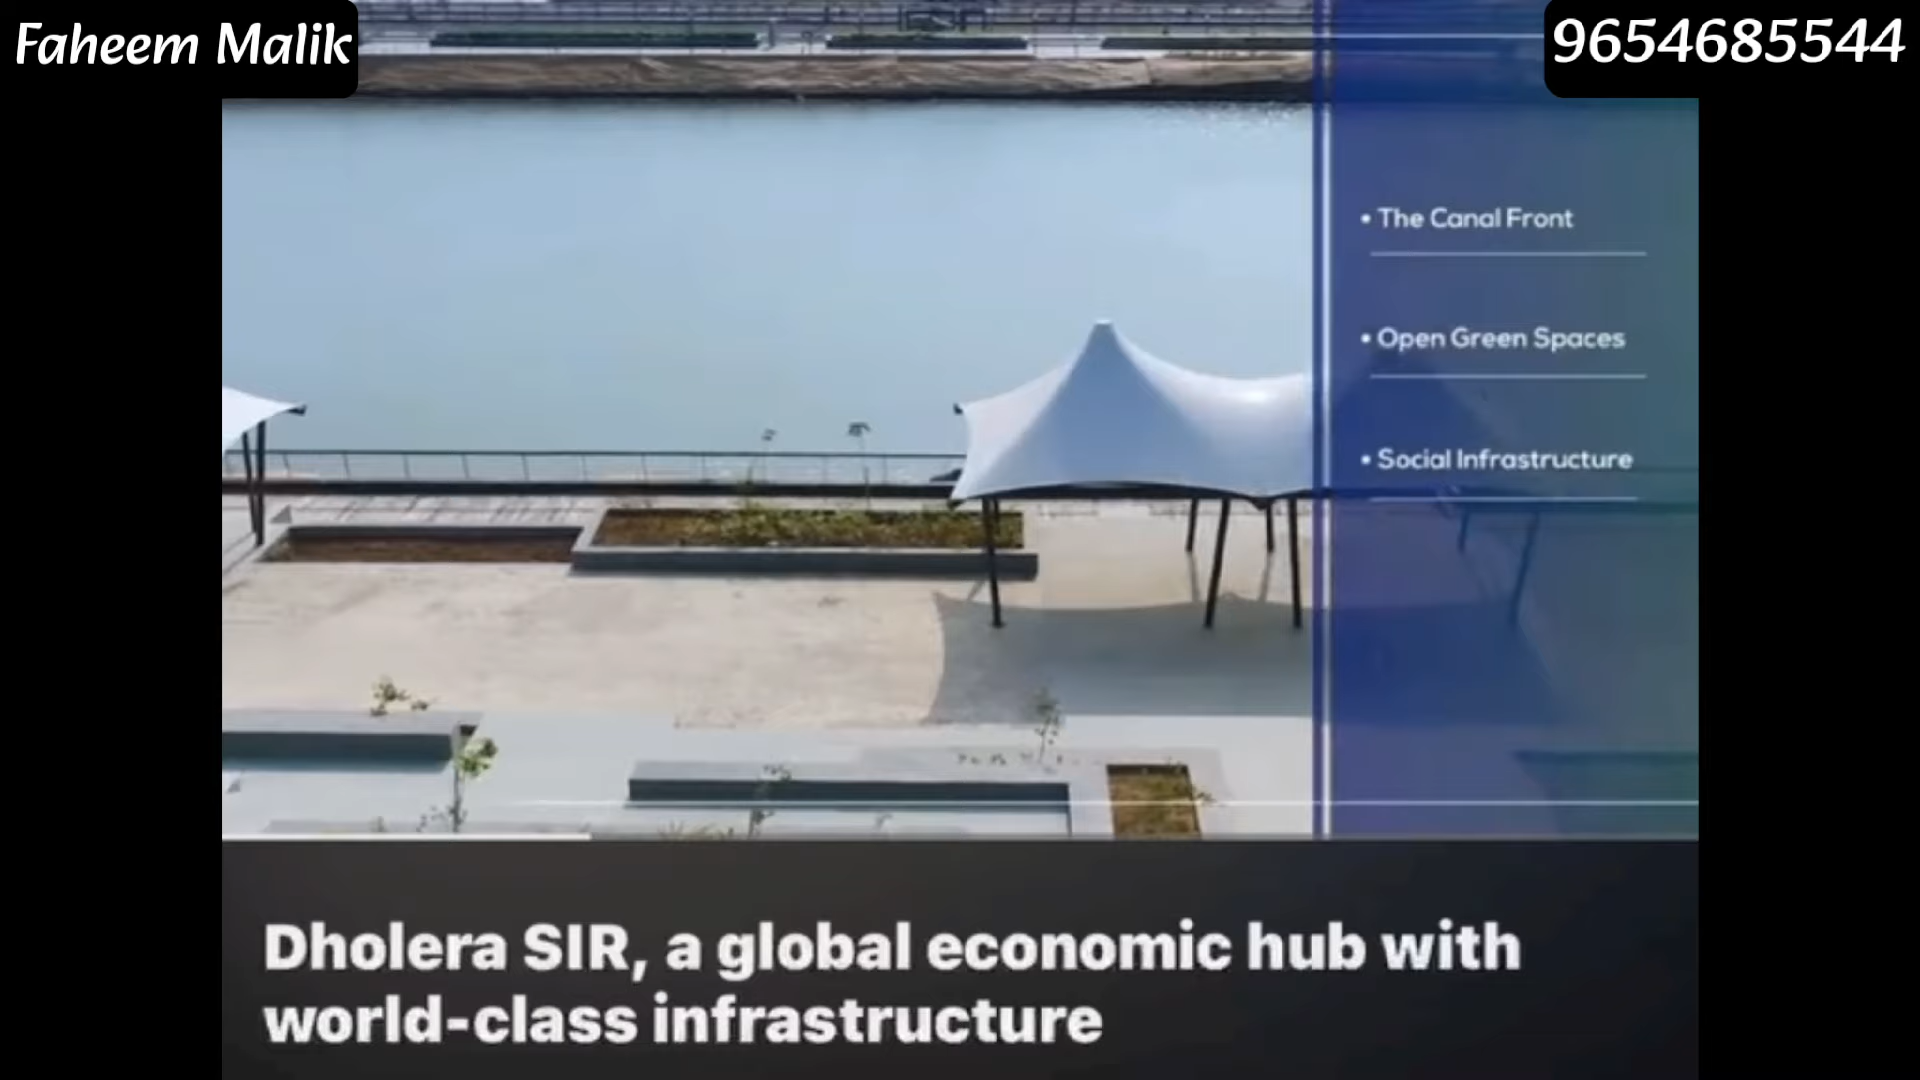 Faheem Malik
9654685544
• The Canal Front
• Open Green Spaces
• Social Infrastructure
Dholera SIR, a global economic hub with
world-class infrastructure